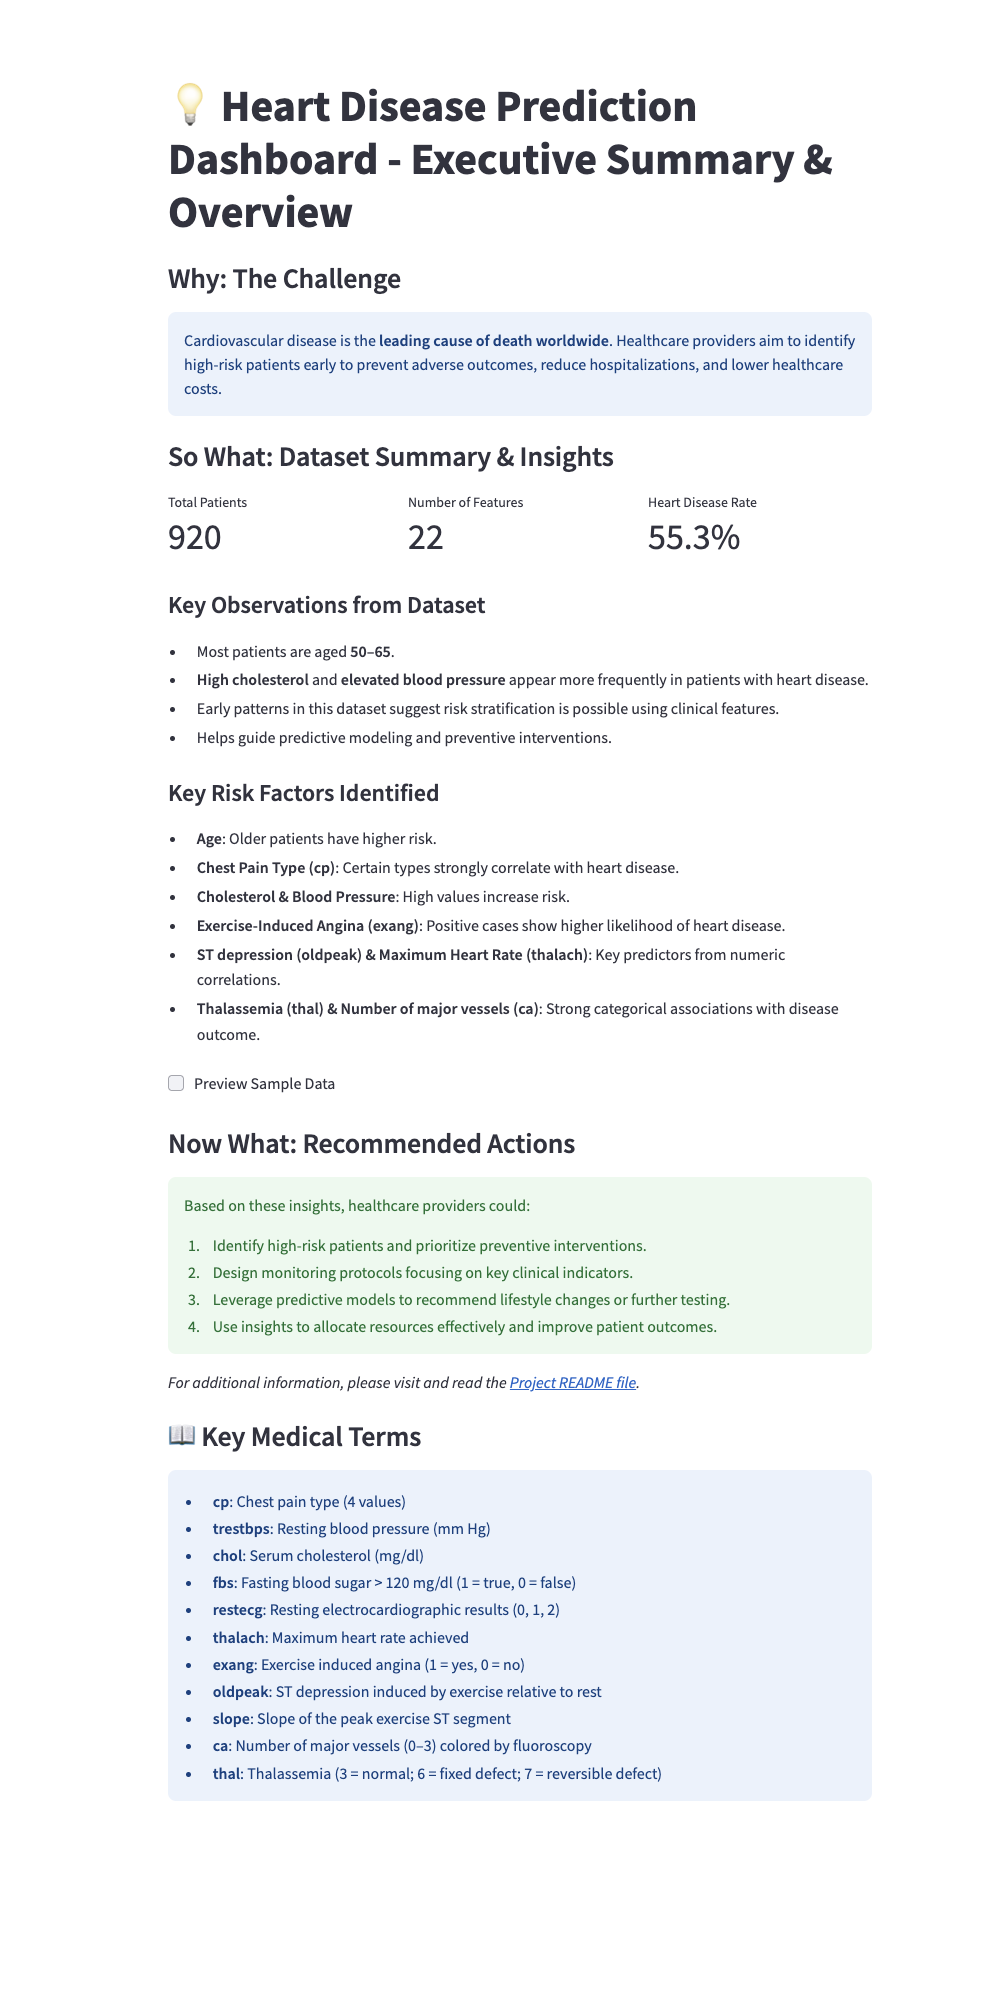 💡 Heart Disease Prediction
Dashboard - Executive Summary &
Overview
Why: The Challenge
Cardiovascular disease is the leading cause of death worldwide. Healthcare providers aim to identify
high-risk patients early to prevent adverse outcomes, reduce hospitalizations, and lower healthcare
costs.
So What: Dataset Summary & Insights
Total Patients
920
Number of Features
22
Heart Disease Rate
55.3%
Key Observations from Dataset
• Most patients are aged 50–65.
• High cholesterol and elevated blood pressure appear more frequently in patients with heart disease.
• Early patterns in this dataset suggest risk stratification is possible using clinical features.
• Helps guide predictive modeling and preventive interventions.
Key Risk Factors Identified
• Age: Older patients have higher risk.
• Chest Pain Type (cp): Certain types strongly correlate with heart disease.
• Cholesterol & Blood Pressure: High values increase risk.
• Exercise-Induced Angina (exang): Positive cases show higher likelihood of heart disease.
• ST depression (oldpeak) & Maximum Heart Rate (thalach): Key predictors from numeric
correlations.
• Thalassemia (thal) & Number of major vessels (ca): Strong categorical associations with disease
outcome.
Preview Sample Data
Now What: Recommended Actions
Based on these insights, healthcare providers could:
1. Identify high-risk patients and prioritize preventive interventions.
2. Design monitoring protocols focusing on key clinical indicators.
3. Leverage predictive models to recommend lifestyle changes or further testing.
4. Use insights to allocate resources effectively and improve patient outcomes.
For additional information, please visit and read the Project README file.
📖 Key Medical Terms
• cp: Chest pain type (4 values)
• trestbps: Resting blood pressure (mm Hg)
• chol: Serum cholesterol (mg/dl)
• fbs: Fasting blood sugar > 120 mg/dl (1 = true, 0 = false)
• restecg: Resting electrocardiographic results (0, 1, 2)
• thalach: Maximum heart rate achieved
• exang: Exercise induced angina (1 = yes, 0 = no)
• oldpeak: ST depression induced by exercise relative to rest
• slope: Slope of the peak exercise ST segment
• ca: Number of major vessels (0–3) colored by fluoroscopy
• thal: Thalassemia (3 = normal; 6 = fixed defect; 7 = reversible defect)